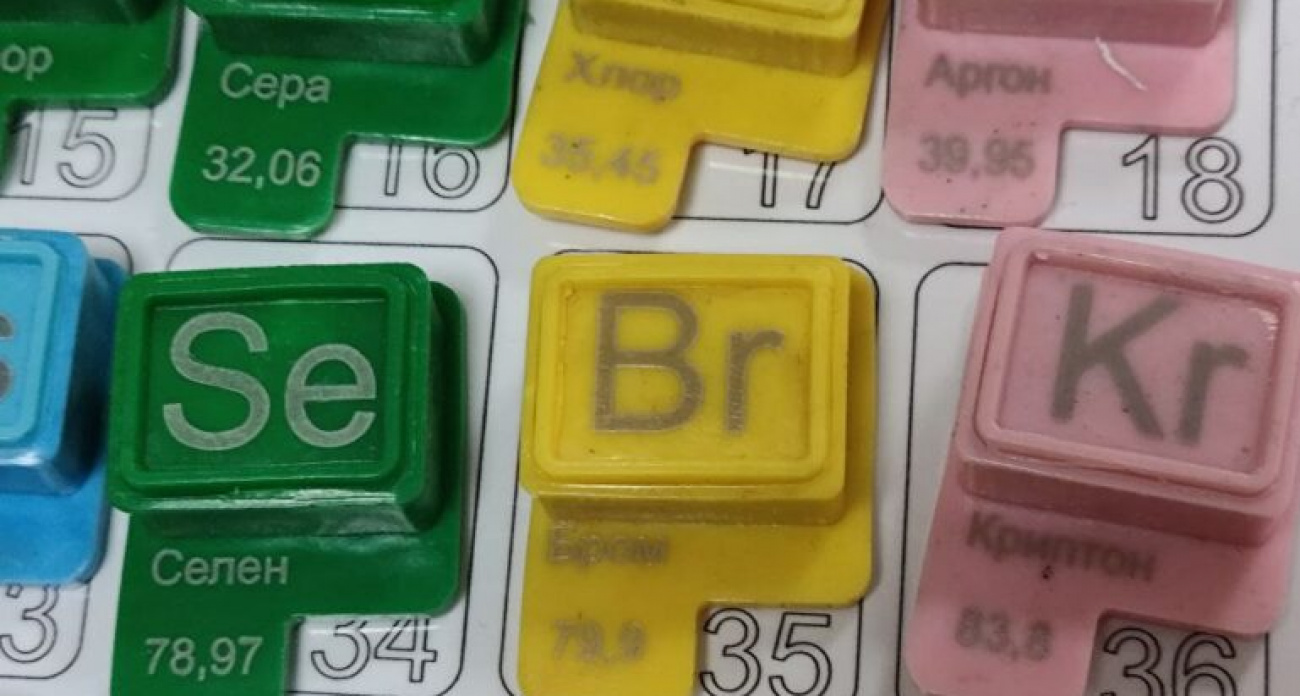 ор
Сера
Хлор
Аргон
32,06
35,45
39,95
15
16
17
18
Se
Br
Kr
Селен
Бром
Криптон
78,97
79,9
83,8
3
34
35
36